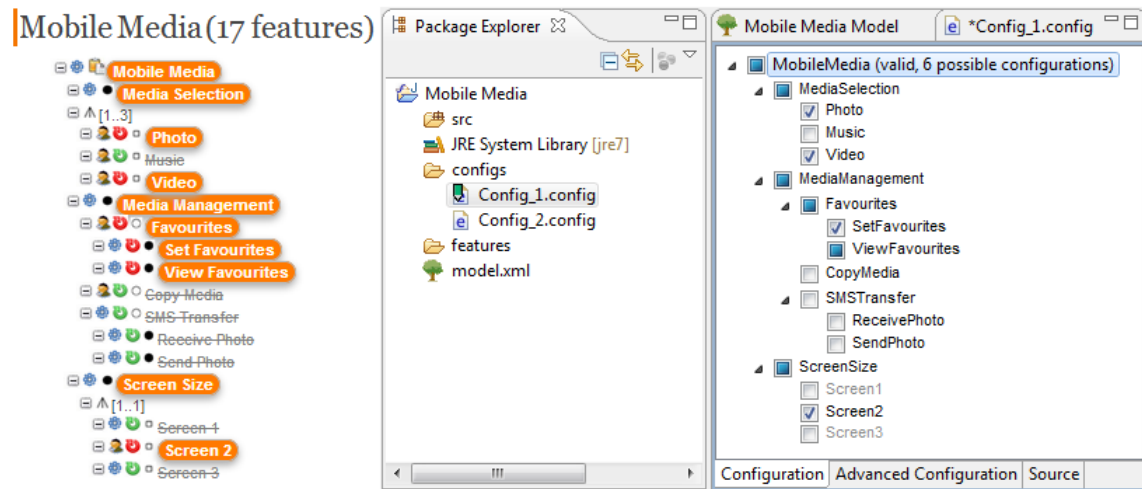 Mobile Media (17 features)
Mobile Media
Media Selection
[1..3]
Photo
Music
Video
Media Management
Favourites
Set Favourites
View Favourites
Copy Media
SMS Transfer
Receive Photo
Send Photo
Screen Size
[1..1]
Screen 1
Screen 2
Screen 3
Package Explorer
Mobile Media
src
JRE System Library [jre7]
configs
Config_1.config
Config_2.config
features
model.xml
Mobile Media Model
*Config_1.config
MobileMedia (valid, 6 possible configurations)
MediaSelection
Photo
Music
Video
MediaManagement
Favourites
SetFavourites
ViewFavourites
CopyMedia
SMSTransfer
ReceivePhoto
SendPhoto
ScreenSize
Screen1
Screen2
Screen3
Configuration Advanced Configuration Source